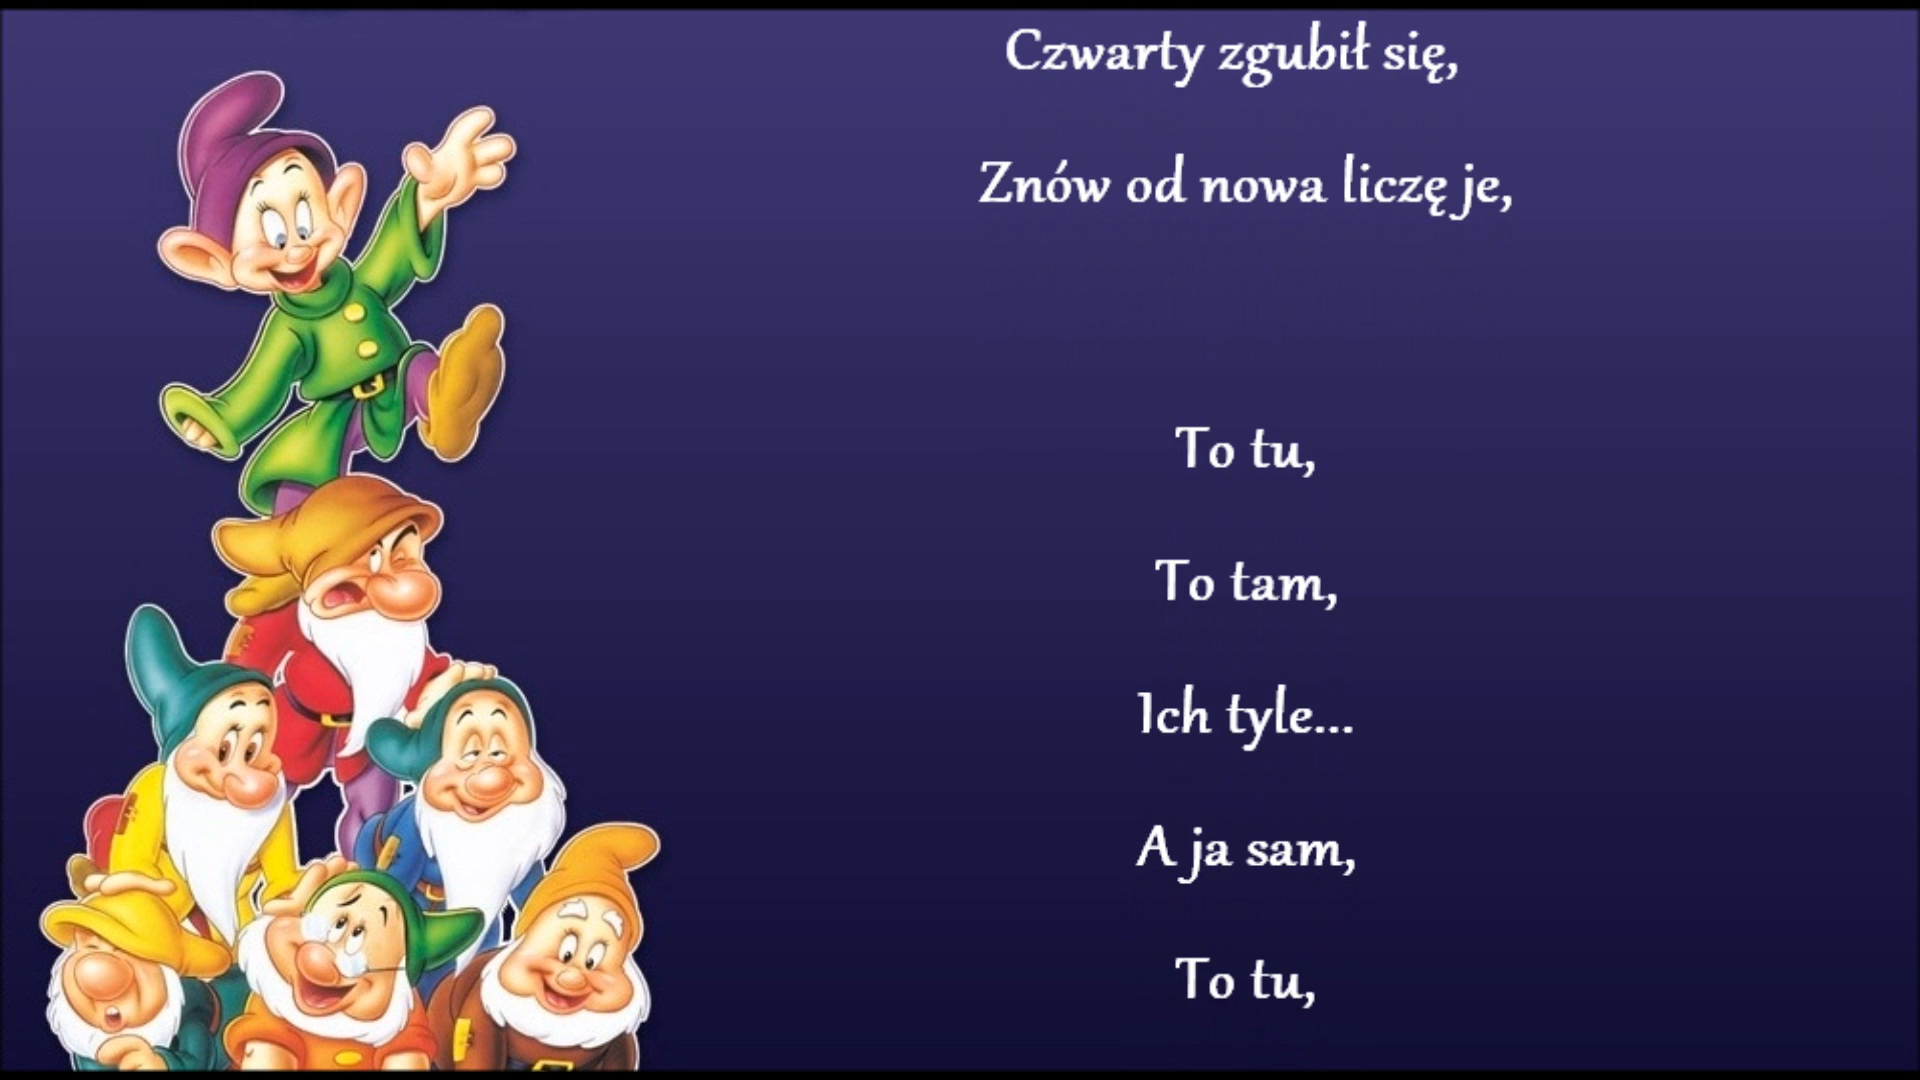 Czwarty zgubił się,
Znów od nowa liczę je,
To tu,
To tam,
Ich tyle...
A ja sam,
To tu,